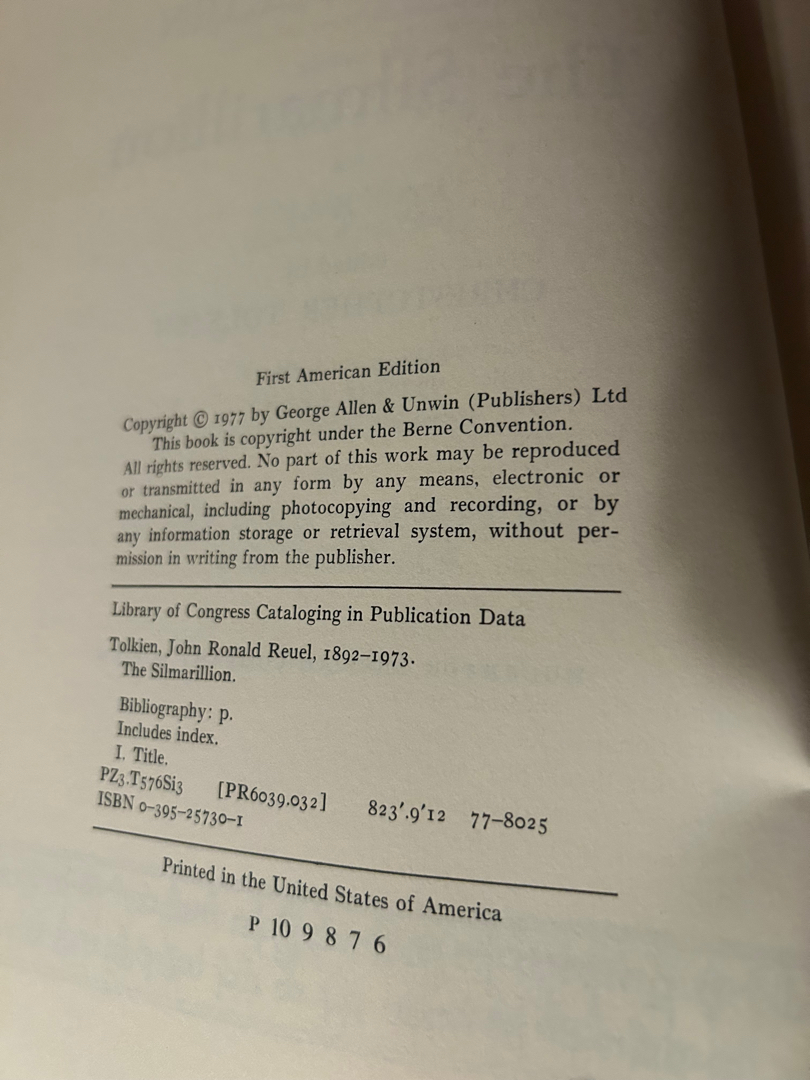 First American Edition
Copyright © 1977 by George Allen & Unwin (Publishers) Ltd
This book is copyright under the Berne Convention.
All rights reserved. No part of this work may be reproduced
or transmitted in any form by any means, electronic or
mechanical, including photocopying and recording, or by
any information storage or retrieval system, without per-
mission in writing from the publisher.
Library of Congress Cataloging in Publication Data
Tolkien, John Ronald Reuel, 1892–1973.
The Silmarillion.
Bibliography: p.
Includes index.
I. Title.
PZ3.T576Si3 [PR6039.032] 823'.9'12 77–8025
ISBN 0–395–25730–1
Printed in the United States of America
P 10 9 8 7 6